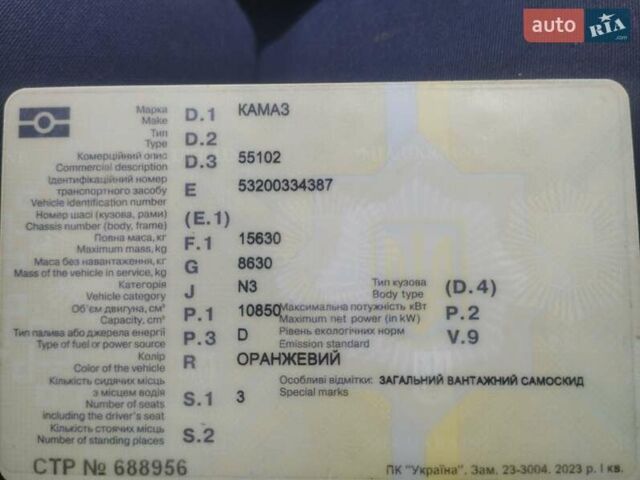 auto RIA.com
Марка D.1 КАМАЗ
Make
Тип D.2
Type
Комерційний опис D.3 55102
Commercial description
Ідентифікаційний номер
транспортного засобу E 53200334387
Vehicle identification number
Номер шасі (кузова, рами) (E.1)
Chassis number (body, frame)
Повна маса, кг F.1 15630
Maximum mass, kg
Маса без навантаження, кг G 8630
Mass of the vehicle in service, kg
Категорія J N3 Тип кузова (D.4)
Vehicle category Body type
Об'єм двигуна, см³ P.1 10850 Максимальна потужність кВт P.2
Capacity, cm³ Maximum net power (in kW)
Тип палива або джерела енергії P.3 D Рівень екологічних норм V.9
Type of fuel or power source Emission standard
Колір R ОРАНЖЕВИЙ
Color of the vehicle
Кількість сидячих місць Особливі відмітки: ЗАГАЛЬНИЙ ВАНТАЖНИЙ САМОСКИД
з місцем водія S.1 3 Special marks
Number of seats
including the driver's seat
Кількість стоячих місць S.2
Number of standing places
СТР № 688956 ПК "Україна". Зам. 23-3004. 2023 р. І кв.